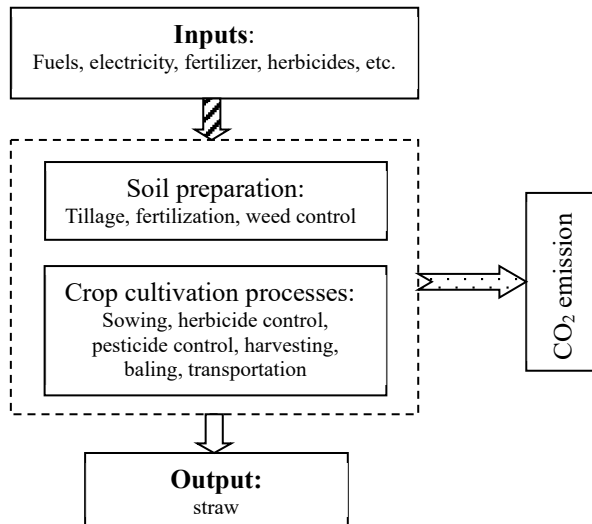 Inputs:
Fuels, electricity, fertilizer, herbicides, etc.
Soil preparation:
Tillage, fertilization, weed control
Crop cultivation processes:
Sowing, herbicide control,
pesticide control, harvesting,
baling, transportation
CO₂ emission
Output:
straw